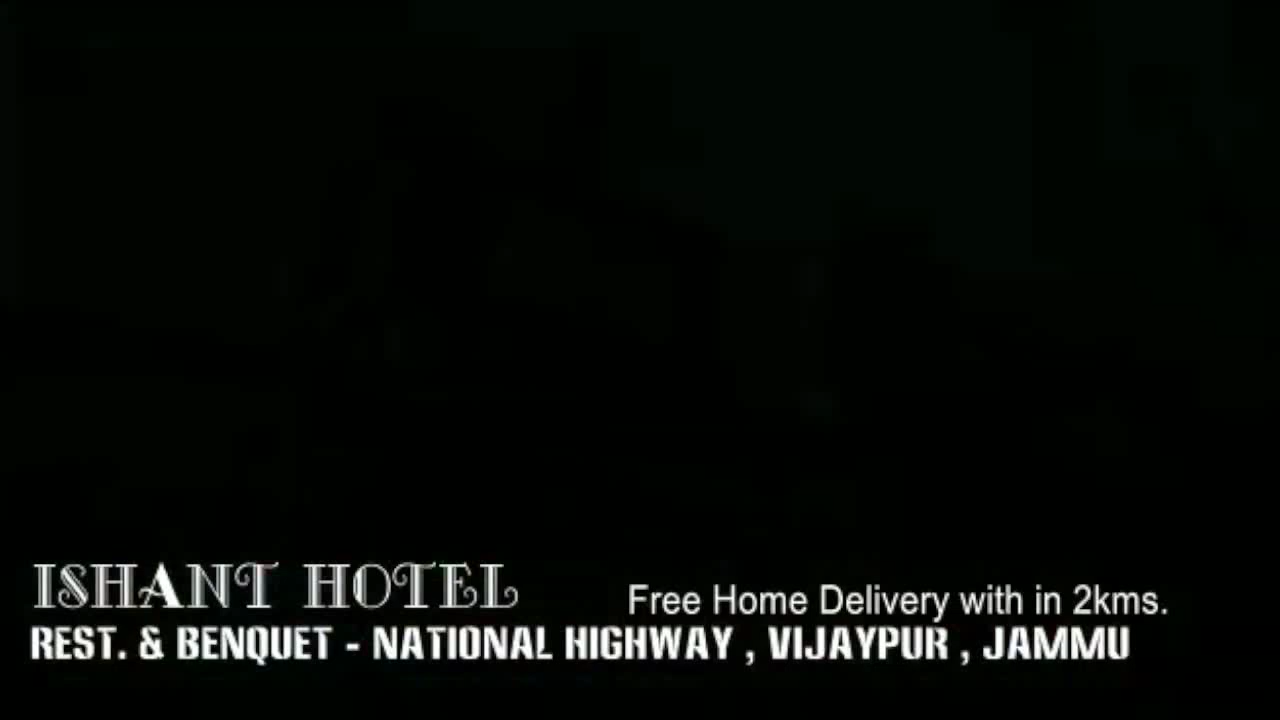 ISHANT HOTEL
Free Home Delivery with in 2kms.
REST. & BENQUET - NATIONAL HIGHWAY , VIJAYPUR , JAMMU